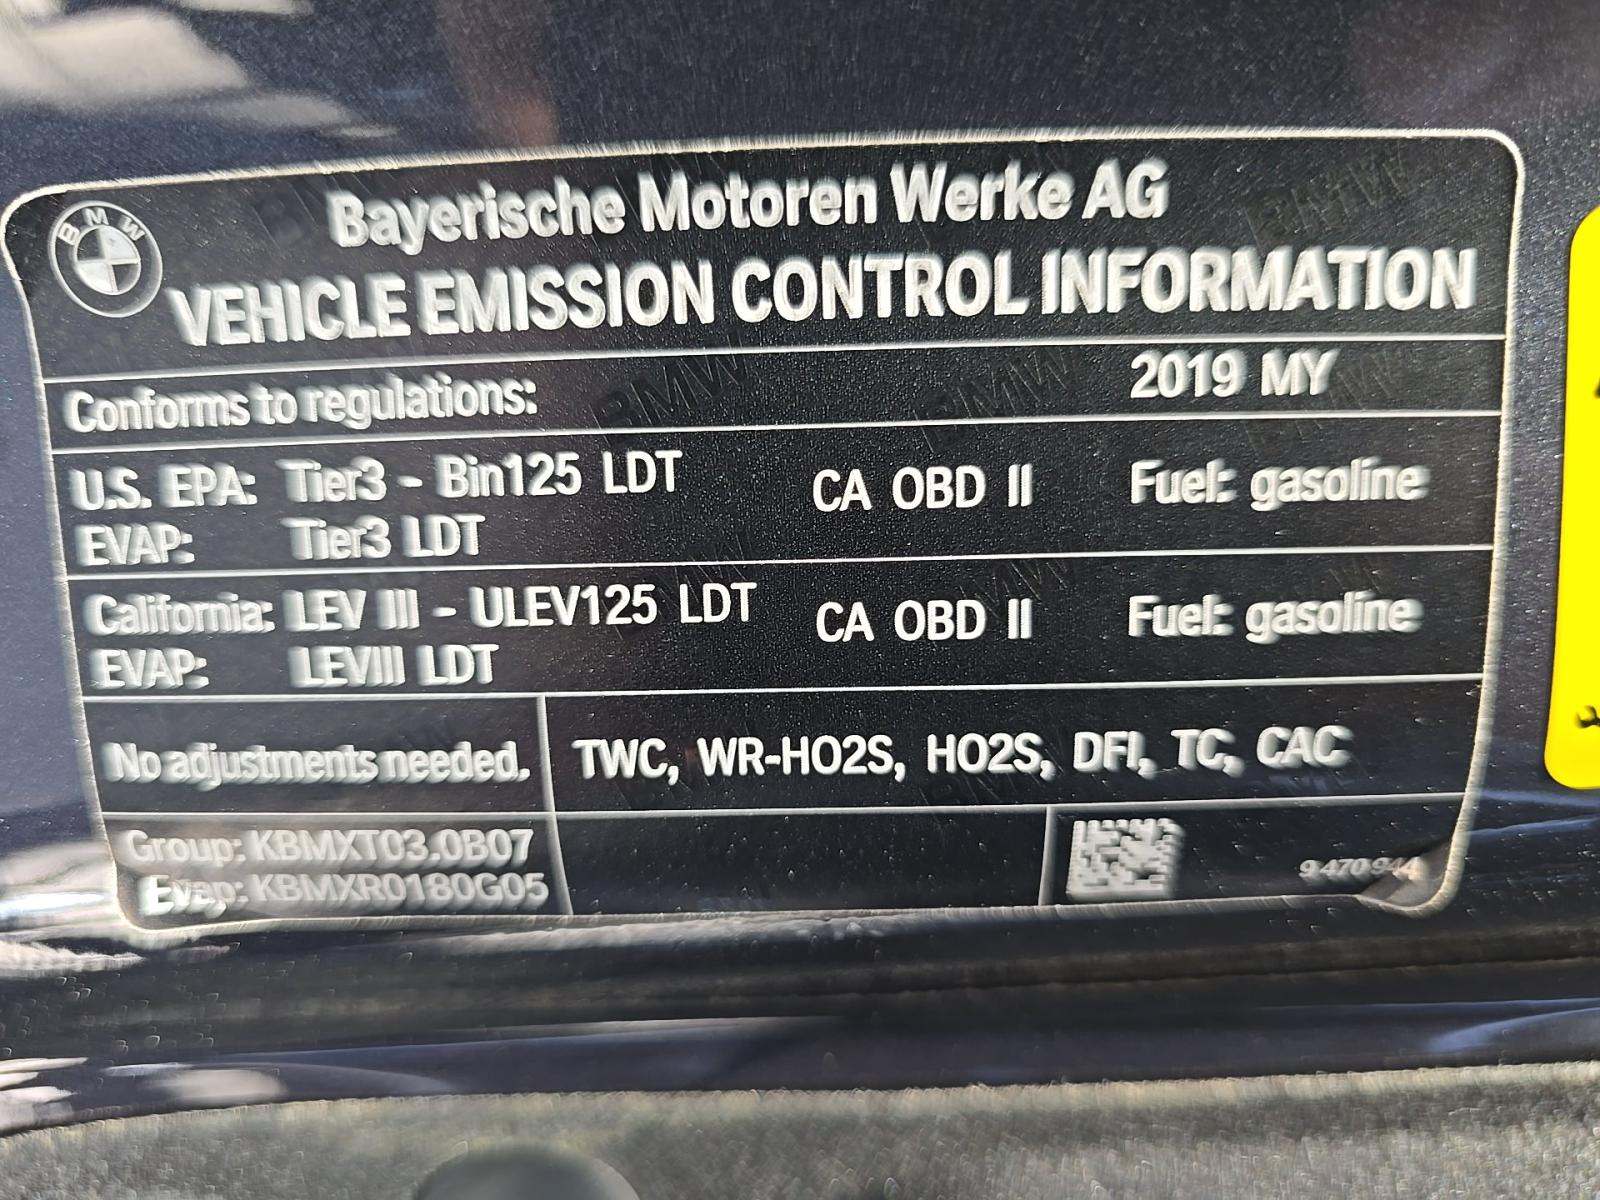 BMW
Bayerische Motoren Werke AG
VEHICLE EMISSION CONTROL INFORMATION
Conforms to regulations: 2019 MY
U.S. EPA: Tier3 - Bin125 LDT CA OBD II Fuel: gasoline
EVAP: Tier3 LDT
California: LEV III - ULEV125 LDT CA OBD II Fuel: gasoline
EVAP: LEVIII LDT
No adjustments needed. TWC, WR-HO2S, HO2S, DFI, TC, CAC
Group: KBMXT03.0B07
Evap: KBMXR0180G05
9470944